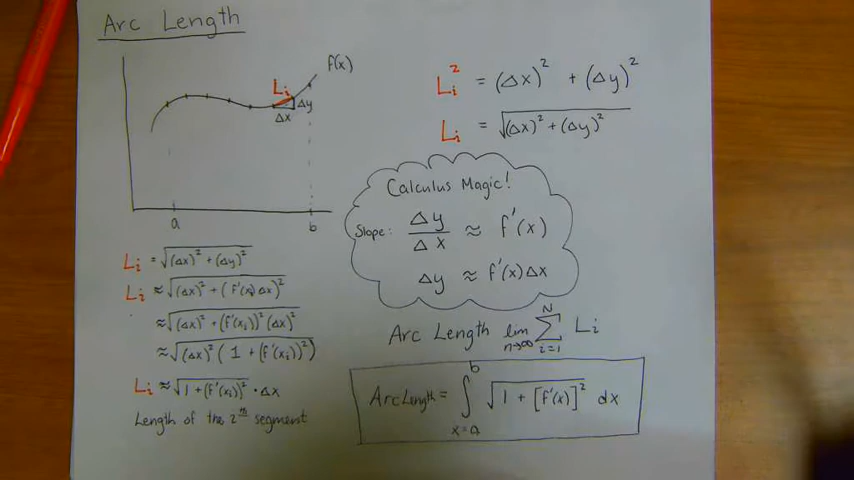 Arc Length
f(x)
Li
Δy
Δx
a
b
Li² = (Δx)² + (Δy)²
Li = √(Δx)² + (Δy)²
Calculus Magic!
Slope: Δy/Δx ≈ f'(x)
Δy ≈ f'(x)Δx
Li = √(Δx)² + (Δy)²
Li ≈ √(Δx)² + (f'(xi)Δx)²
≈ √(Δx)² + (f'(xi))² (Δx)²
≈ √(Δx)² (1 + (f'(xi))²)
Li ≈ √1 + (f'(xi))² · Δx
Length of the segment
Arc Length lim n→∞ N Σ i=1 Li
Arc Length = ∫ b x=a √1 + [f'(x)]² dx